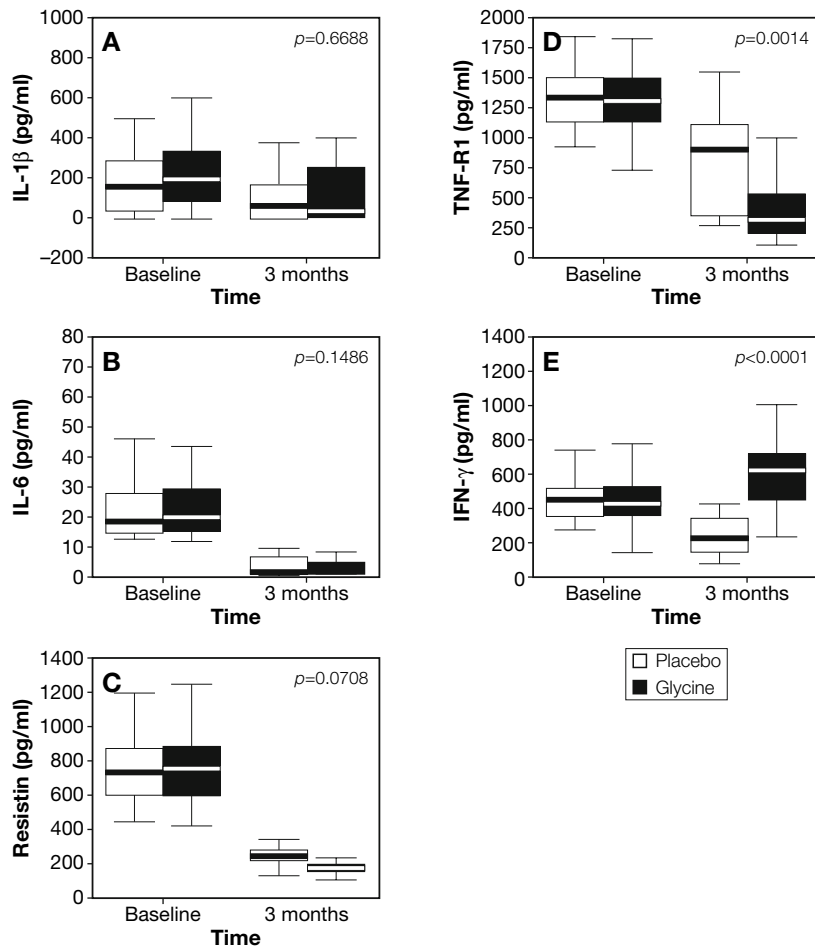 A
p=0.6688
IL-1β (pg/ml)
1000
800
600
400
200
0
−200
Baseline
3 months
Time
B
p=0.1486
IL-6 (pg/ml)
80
70
60
50
40
30
20
10
0
Baseline
3 months
Time
C
p=0.0708
Resistin (pg/ml)
1400
1200
1000
800
600
400
200
0
Baseline
3 months
Time
D
p=0.0014
TNF-R1 (pg/ml)
2000
1750
1500
1250
1000
750
500
250
0
Baseline
3 months
Time
E
p<0.0001
IFN-γ (pg/ml)
1400
1200
1000
800
600
400
200
0
Baseline
3 months
Time
Placebo
Glycine